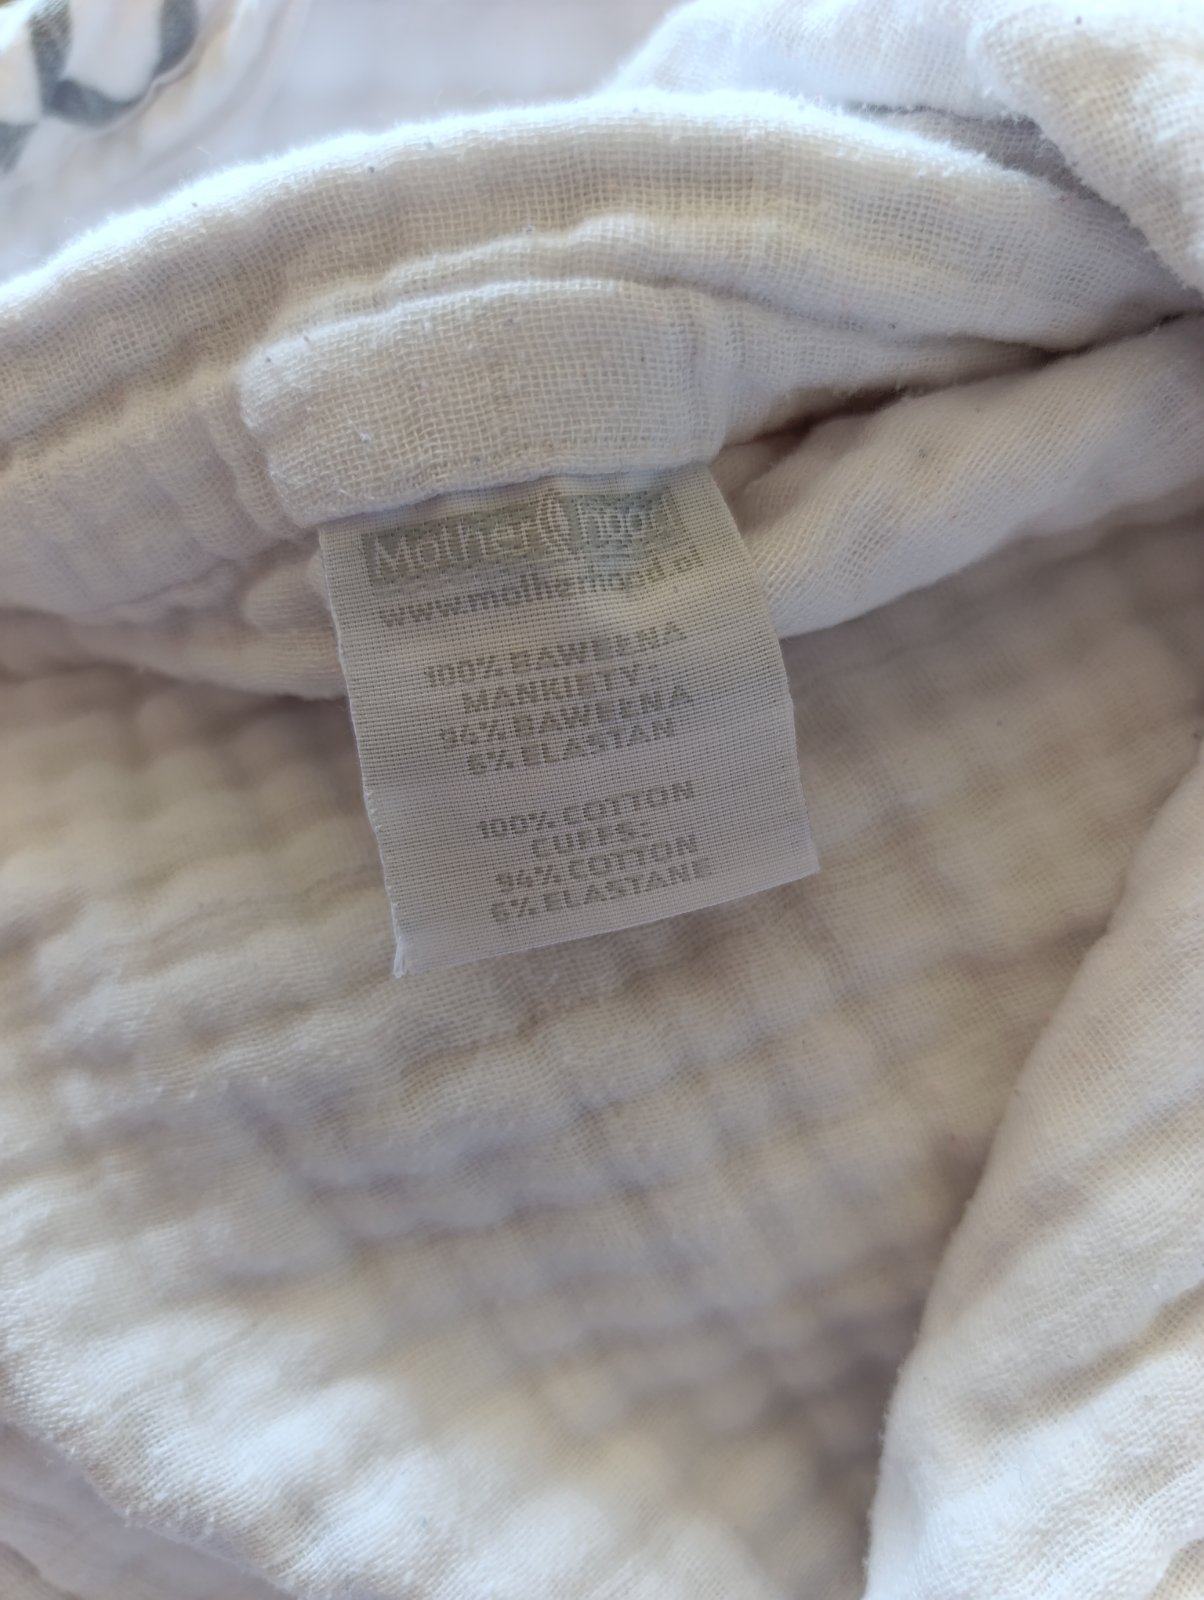 Motherhood
www.motherhood.pl
100% BAWEŁNA
MANKIETY-
94% BAWEŁNA
6% ELASTAN
100% COTTON
CUFFS-
94% COTTON
6% ELASTANE